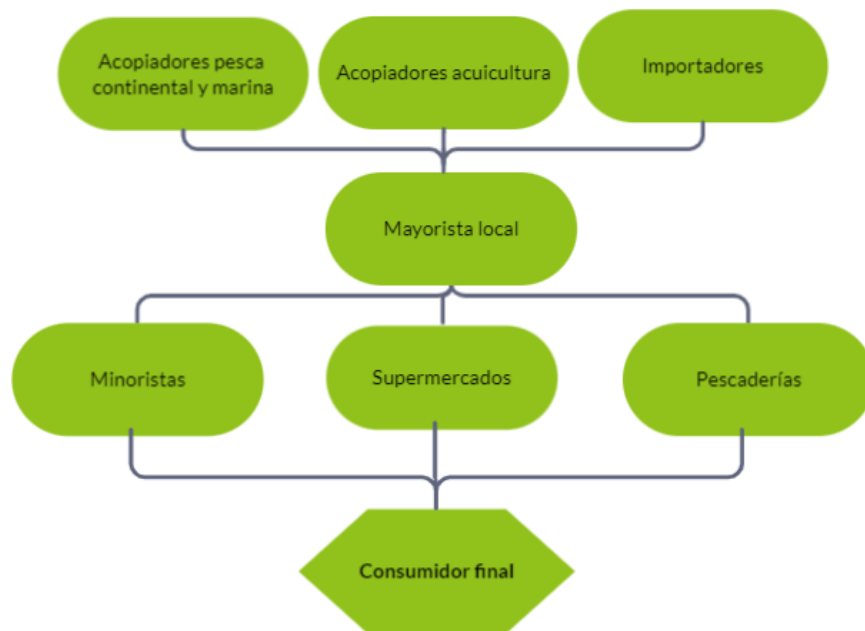 Acopiadores pesca
continental y marina
Acopiadores acuicultura
Importadores
Mayorista local
Minoristas
Supermercados
Pescaderías
Consumidor final